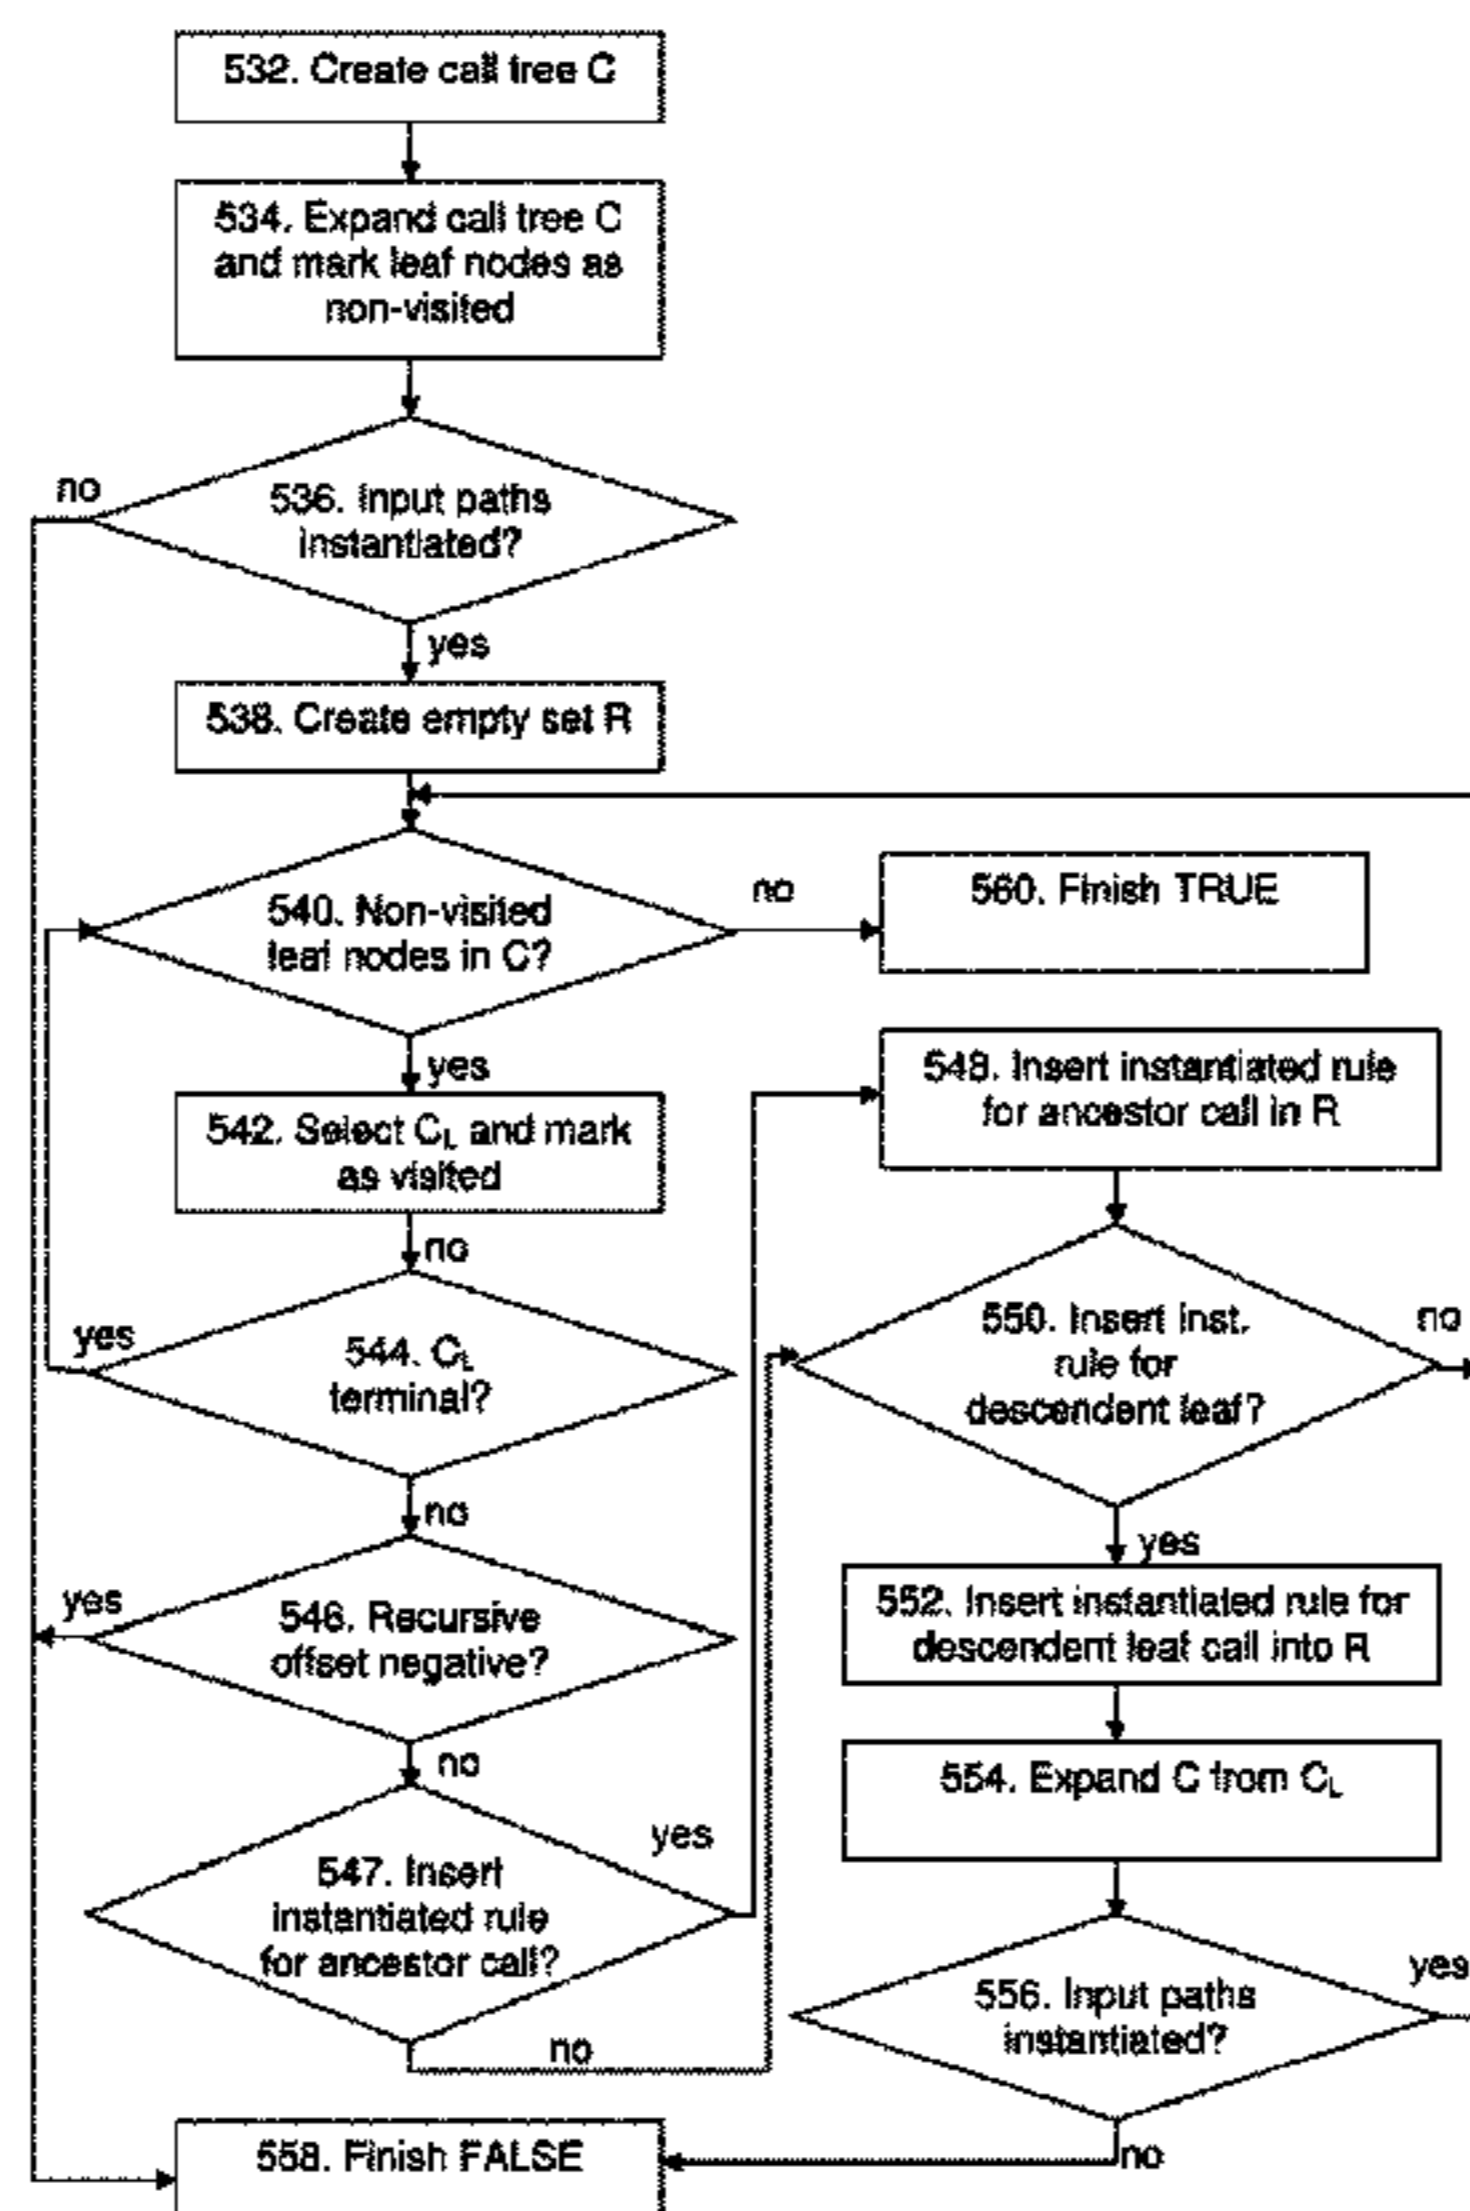 532. Create call tree C
534. Expand call tree C
and mark leaf nodes as
non-visited
no
536. Input paths
instantiated?
yes
538. Create empty set R
540. Non-visited
leaf nodes in C?
no
560. Finish TRUE
yes
542. Select CL and mark
as visited
no
yes
544. CL
terminal?
no
yes
546. Recursive
offset negative?
no
547. Insert
instantiated rule
for ancestor call?
yes
no
548. Insert instantiated rule
for ancestor call in R
550. Insert inst.
rule for
descendent leaf?
no
yes
552. Insert instantiated rule for
descendent leaf call into R
554. Expand C from CL
556. Input paths
instantiated?
yes
no
558. Finish FALSE